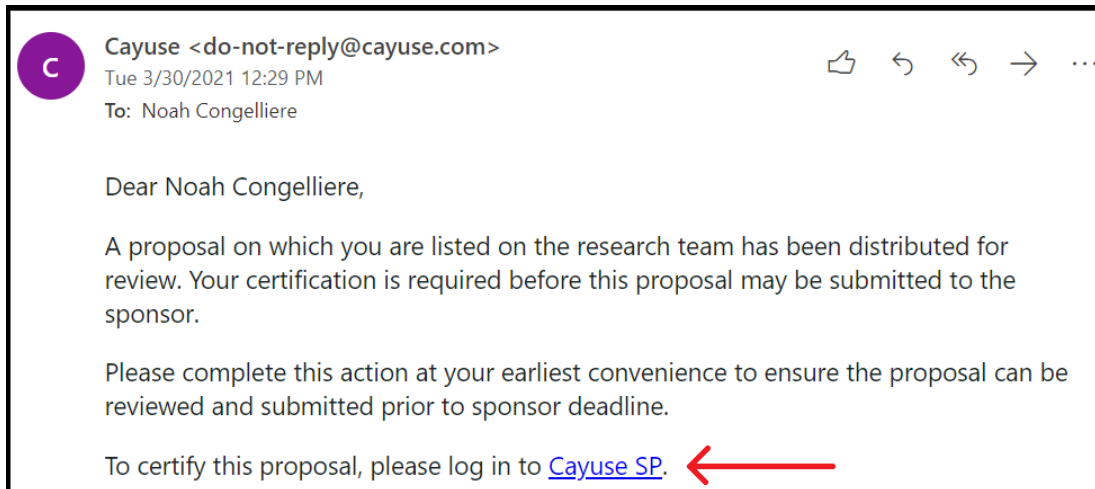 C
Cayuse <do-not-reply@cayuse.com>
Tue 3/30/2021 12:29 PM
To: Noah Congelliere
Dear Noah Congelliere,
A proposal on which you are listed on the research team has been distributed for
review. Your certification is required before this proposal may be submitted to the
sponsor.
Please complete this action at your earliest convenience to ensure the proposal can be
reviewed and submitted prior to sponsor deadline.
To certify this proposal, please log in to Cayuse SP.